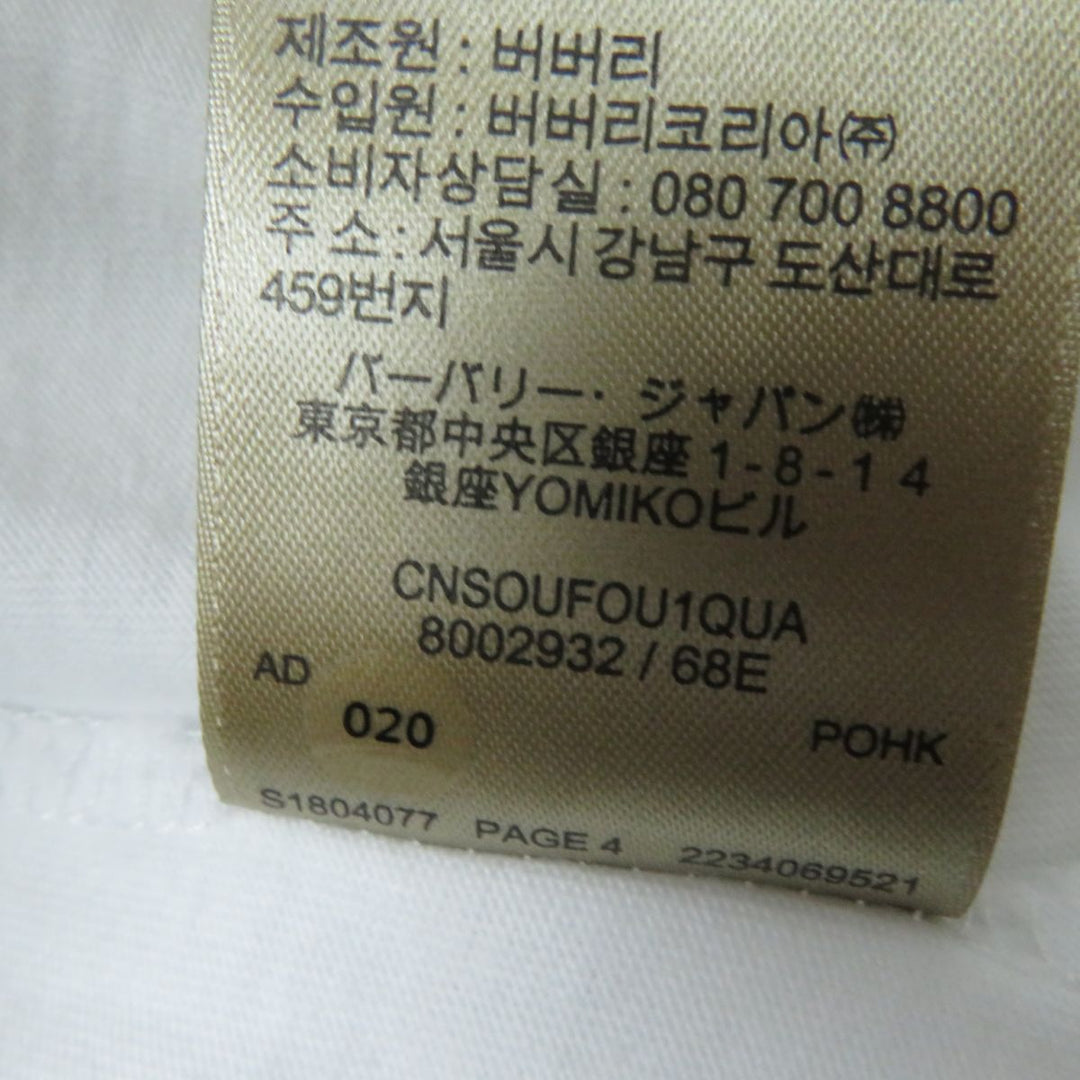 제조원 : 버버리
수입원 : 버버리코리아㈜
소비자상담실 : 080 700 8800
주 소 : 서울시 강남구 도산대로
459번지
バーバリー・ジャパン㈱
東京都中央区銀座 1-8-14
銀座YOMIKOビル
CNSOUFOU1QUA
8002932 / 68E
AD
020
POHK
S1804077 PAGE 4 2234069521